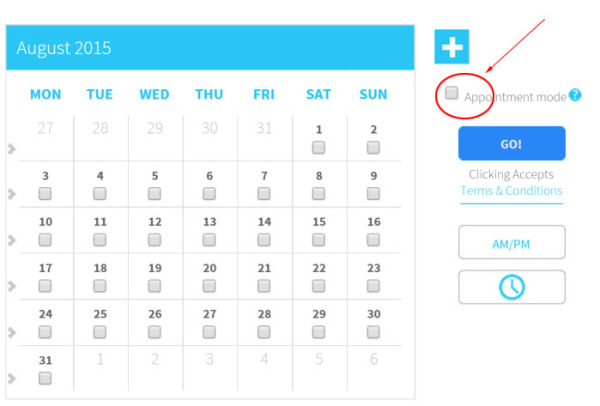 August 2015
MON TUE WED THU FRI SAT SUN
27 28 29 30 31 1 2
3 4 5 6 7 8 9
10 11 12 13 14 15 16
17 18 19 20 21 22 23
24 25 26 27 28 29 30
31 1 2 3 4 5 6
Appointment mode ?
GO!
Clicking Accepts
Terms & Conditions
AM/PM